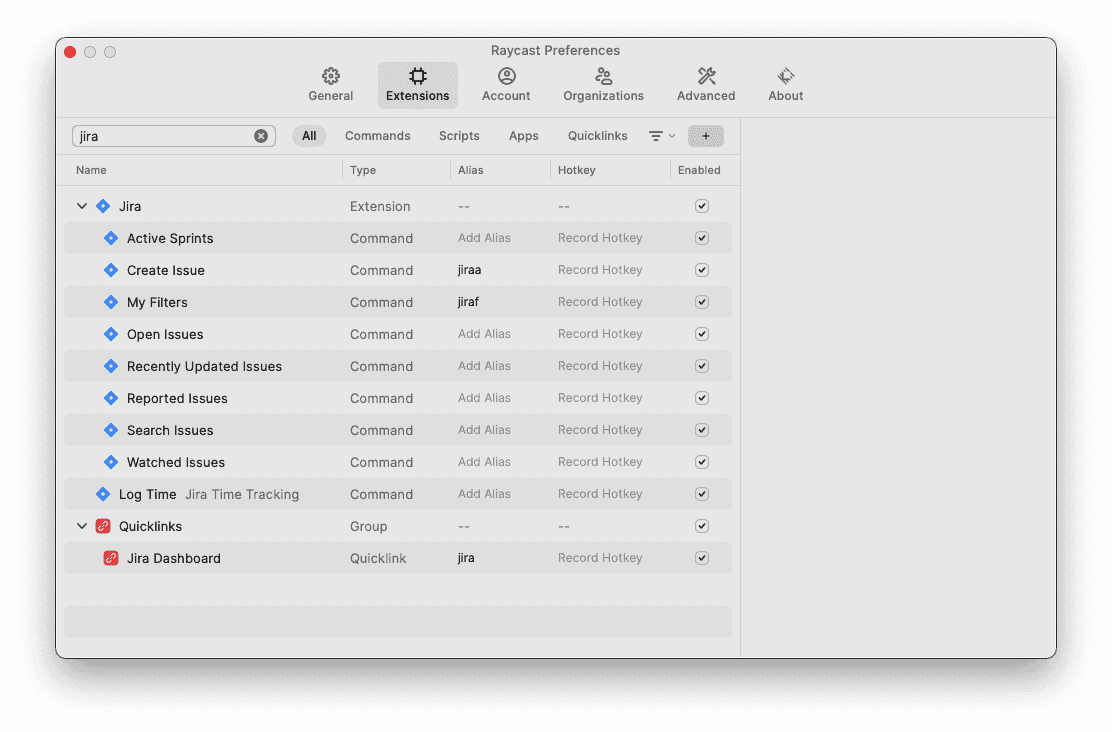 Raycast Preferences
General Extensions Account Organizations Advanced About
jira All Commands Scripts Apps Quicklinks +
Name Type Alias Hotkey Enabled
Jira Extension -- --
Active Sprints Command Add Alias Record Hotkey
Create Issue Command jiraa Record Hotkey
My Filters Command jiraf Record Hotkey
Open Issues Command Add Alias Record Hotkey
Recently Updated Issues Command Add Alias Record Hotkey
Reported Issues Command Add Alias Record Hotkey
Search Issues Command Add Alias Record Hotkey
Watched Issues Command Add Alias Record Hotkey
Log Time Jira Time Tracking Command Add Alias Record Hotkey
Quicklinks Group -- --
Jira Dashboard Quicklink jira Record Hotkey